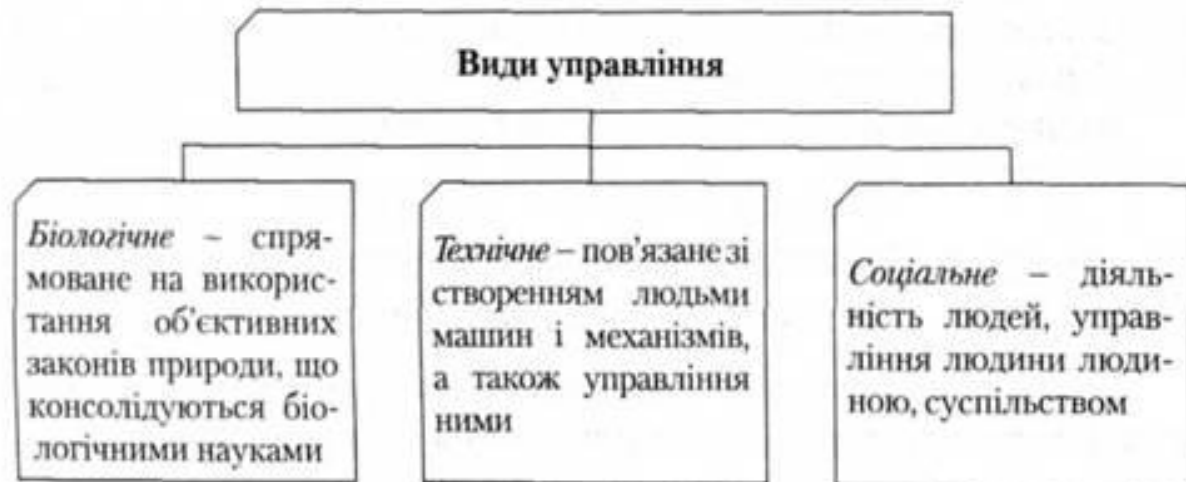 Види управління
Біологічне – спря-
моване на викорис-
тання об'єктивних
законів природи, що
консолідуються біо-
логічними науками
Технічне – пов'язане зі
створенням людьми
машин і механізмів,
а також управління
ними
Соціальне – діяль-
ність людей, управ-
ління людини люди-
ною, суспільством